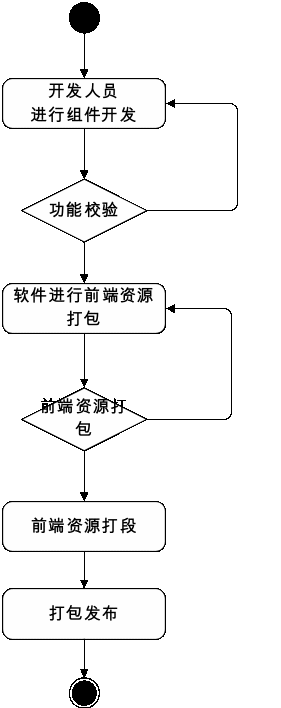 开发人员
进行组件开发
功能校验
软件进行前端资源
打包
前端资源打
包
前端资源打段
打包发布